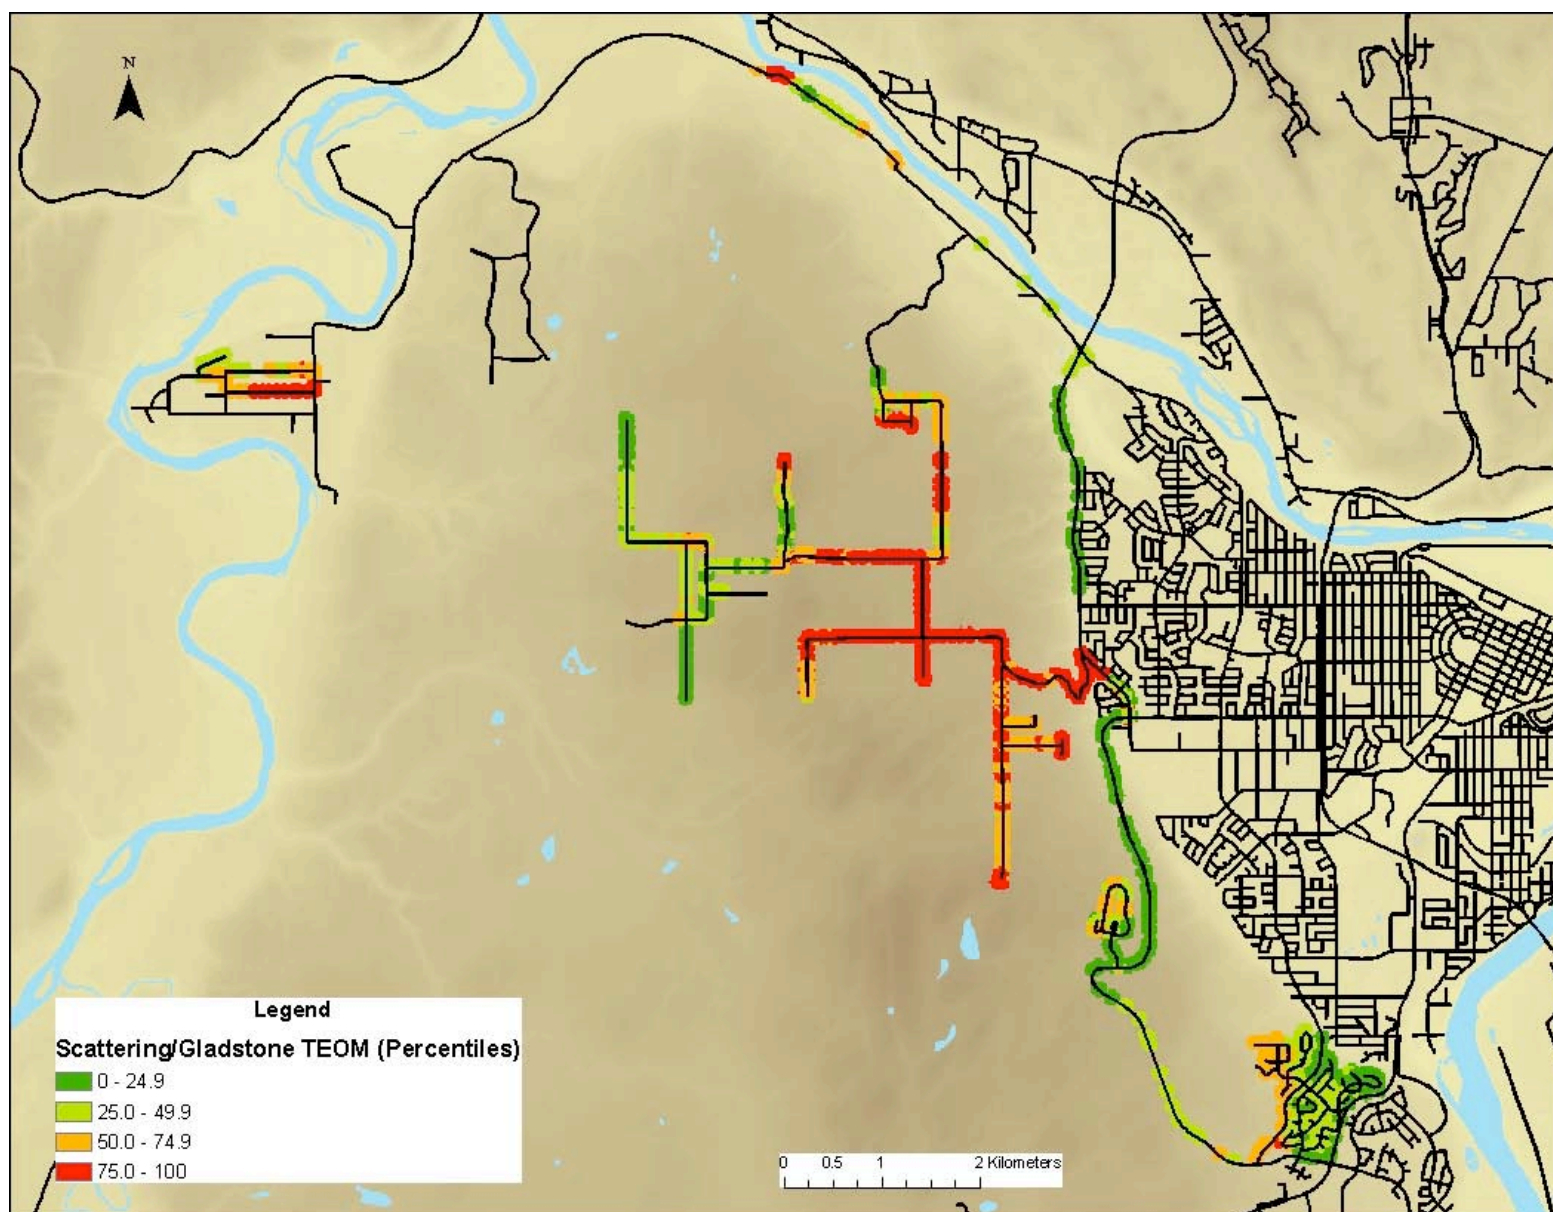 N
Legend
Scattering/Gladstone TEOM (Percentiles)
0 - 24.9
25.0 - 49.9
50.0 - 74.9
75.0 - 100
0 0.5 1 2 Kilometers